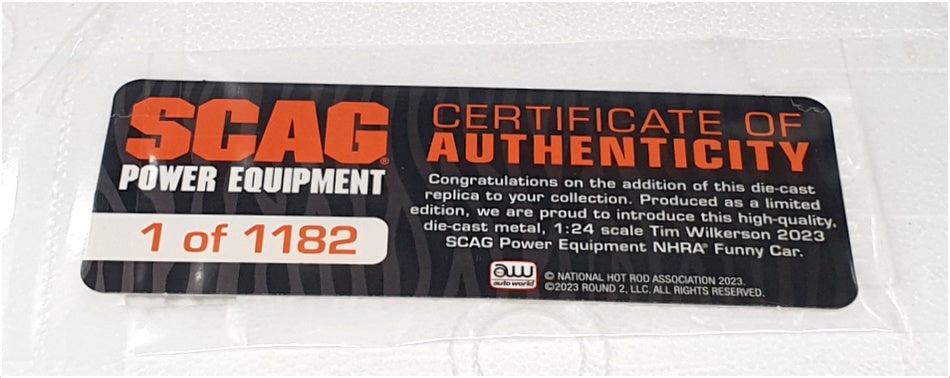 SCAG®
POWER EQUIPMENT
1 of 1182
CERTIFICATE OF
AUTHENTICITY
Congratulations on the addition of this die-cast
replica to your collection. Produced as a limited
edition, we are proud to introduce this high-quality,
die-cast metal, 1:24 scale Tim Wilkerson 2023
SCAG Power Equipment NHRA® Funny Car.
aw
auto world
© NATIONAL HOT ROD ASSOCIATION 2023.
©2023 ROUND 2, LLC. ALL RIGHTS RESERVED.